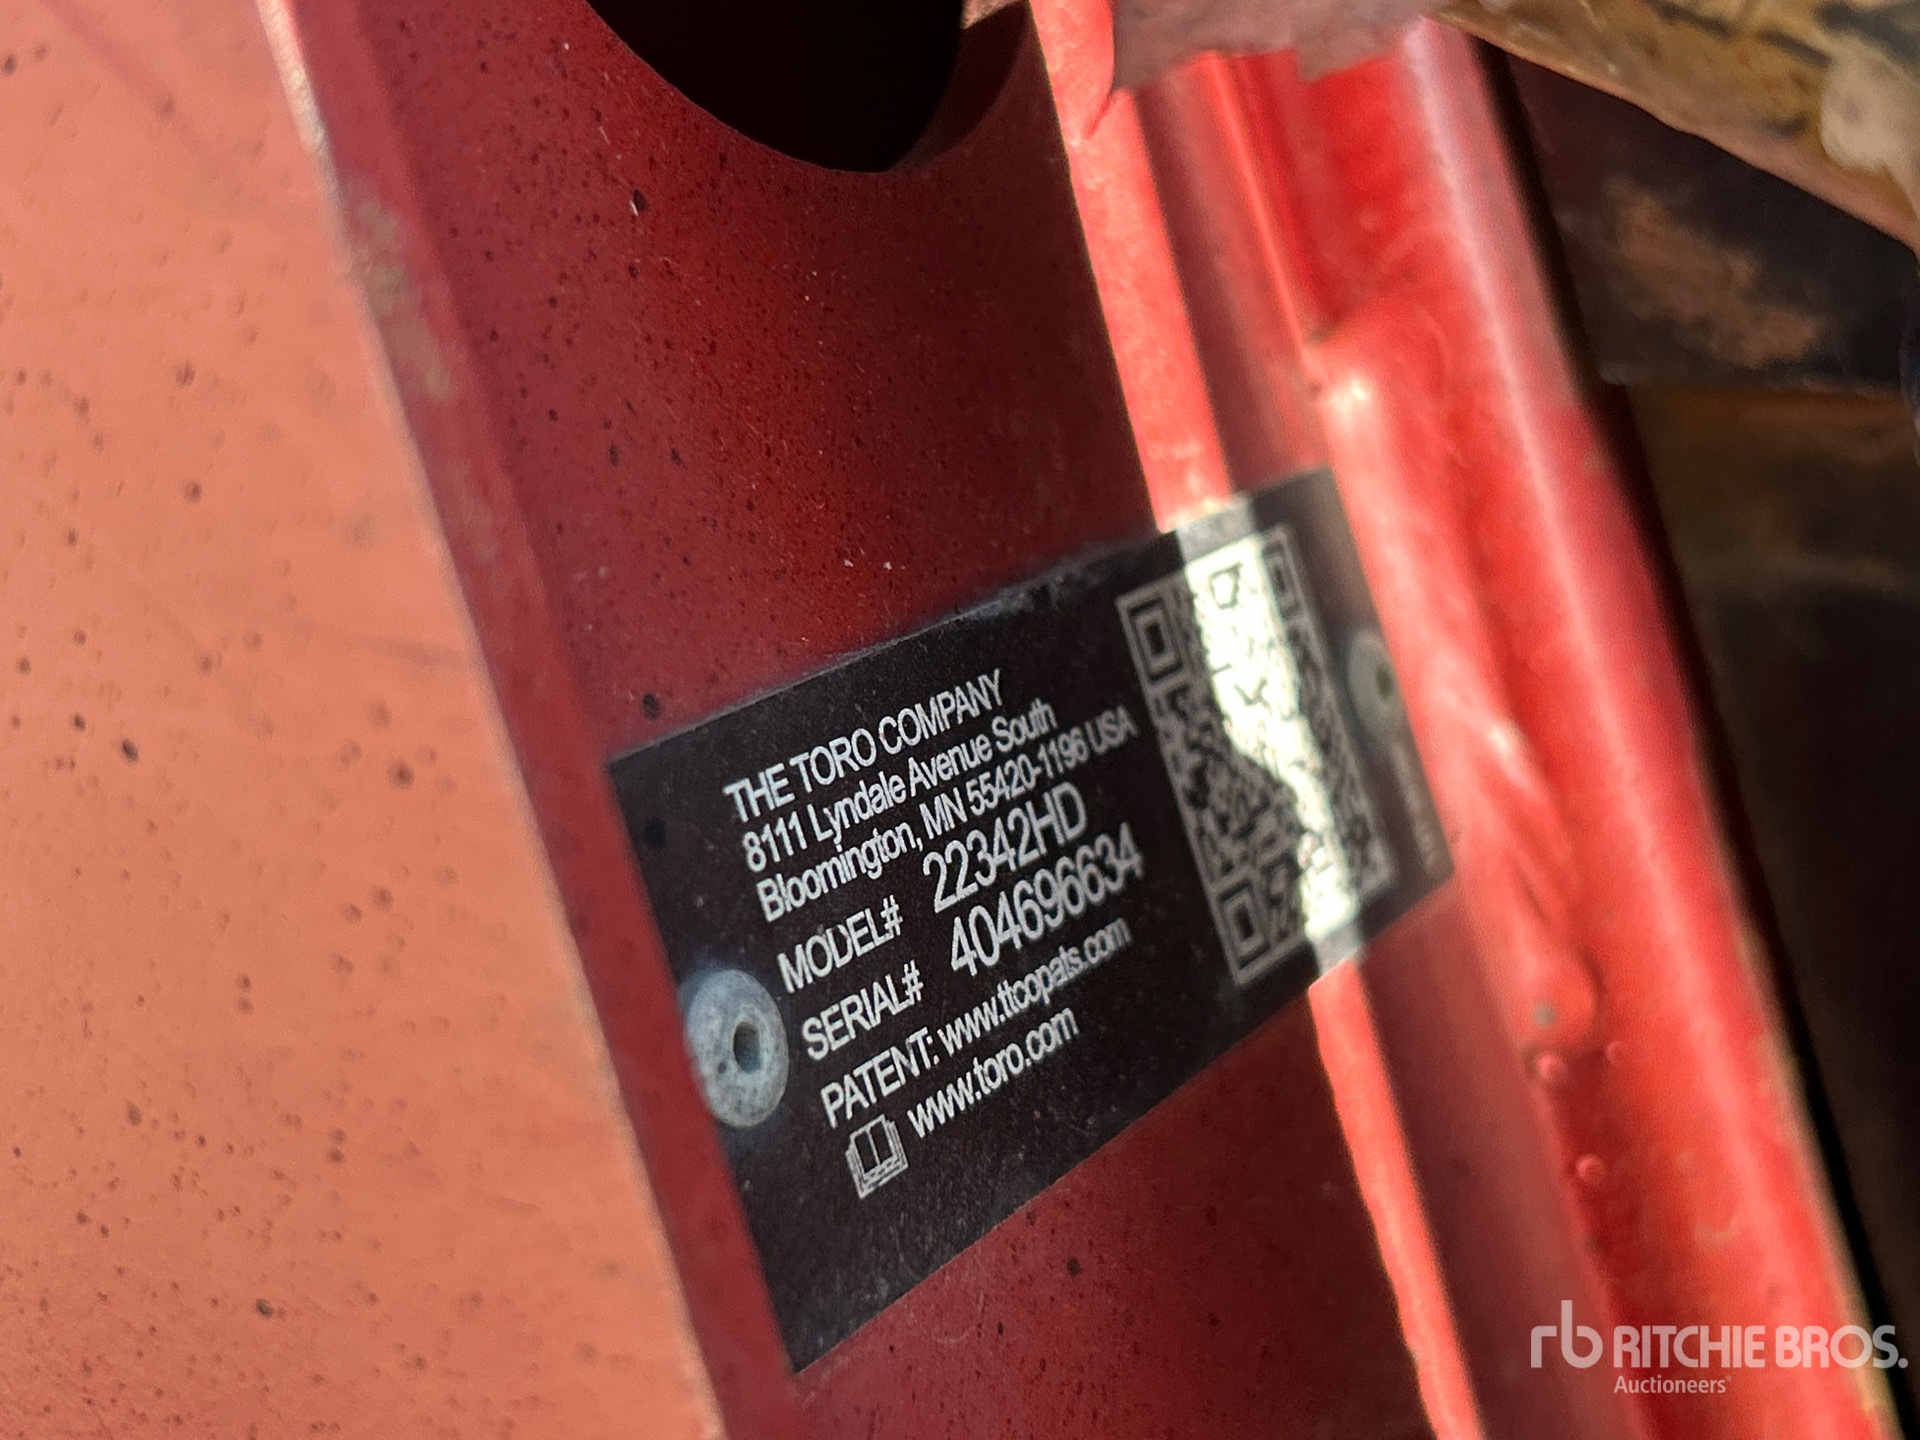 THE TORO COMPANY
8111 Lyndale Avenue South
Bloomington, MN 55420-1196 USA
MODEL# 22342HD
SERIAL# 404696634
PATENT: www.ttcopats.com
www.toro.com
rb RITCHIE BROS.
Auctioneers